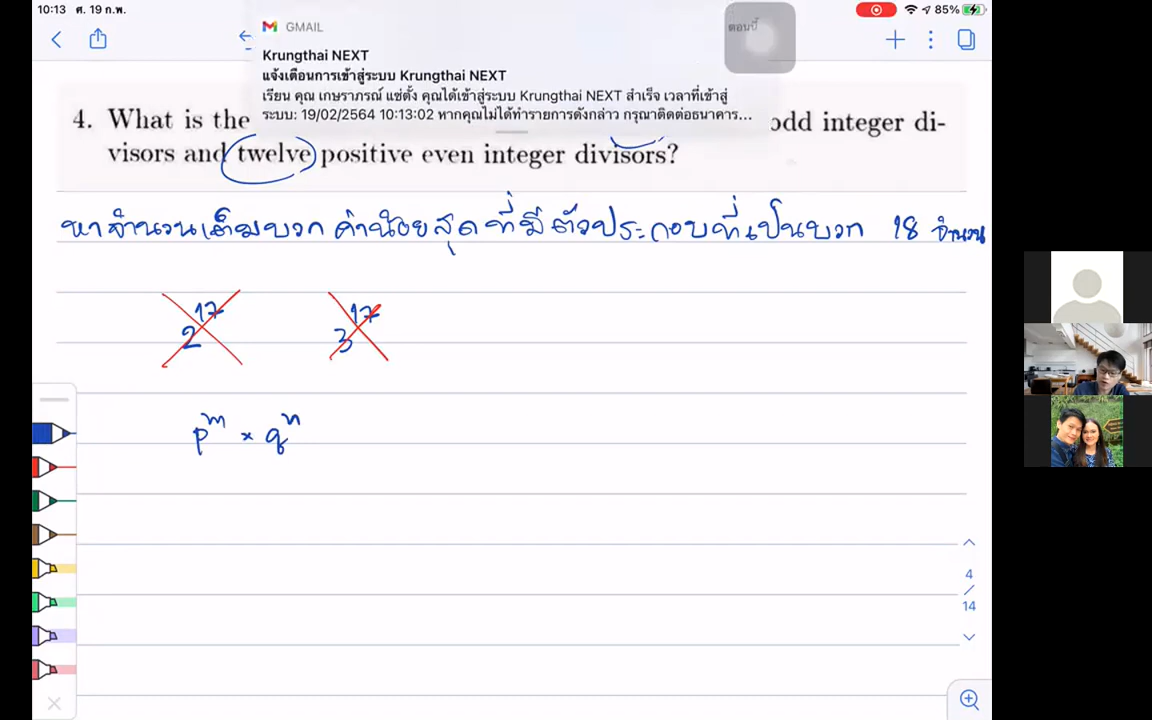 10:13 ศ. 19 ก.พ.
85%
GMAIL
ตอนนี้
Krungthai NEXT
แจ้งเตือนการเข้าสู่ระบบ Krungthai NEXT
เรียน คุณ เกษราภรณ์ แซ่ตั้ง คุณได้เข้าสู่ระบบ Krungthai NEXT สำเร็จ เวลาที่เข้าสู่
ระบบ: 19/02/2564 10:13:02 หากคุณไม่ได้ทำรายการดังกล่าว กรุณาติดต่อธนาคาร...
4. What is the odd integer di-
visors and twelve positive even integer divisors?
หาจำนวนเต็มบวก ค่าน้อยสุด ที่มี ตัวประกอบที่เป็นบวก 18 จำนวน
2^17 3^17
p^m × q^n
4
/
14